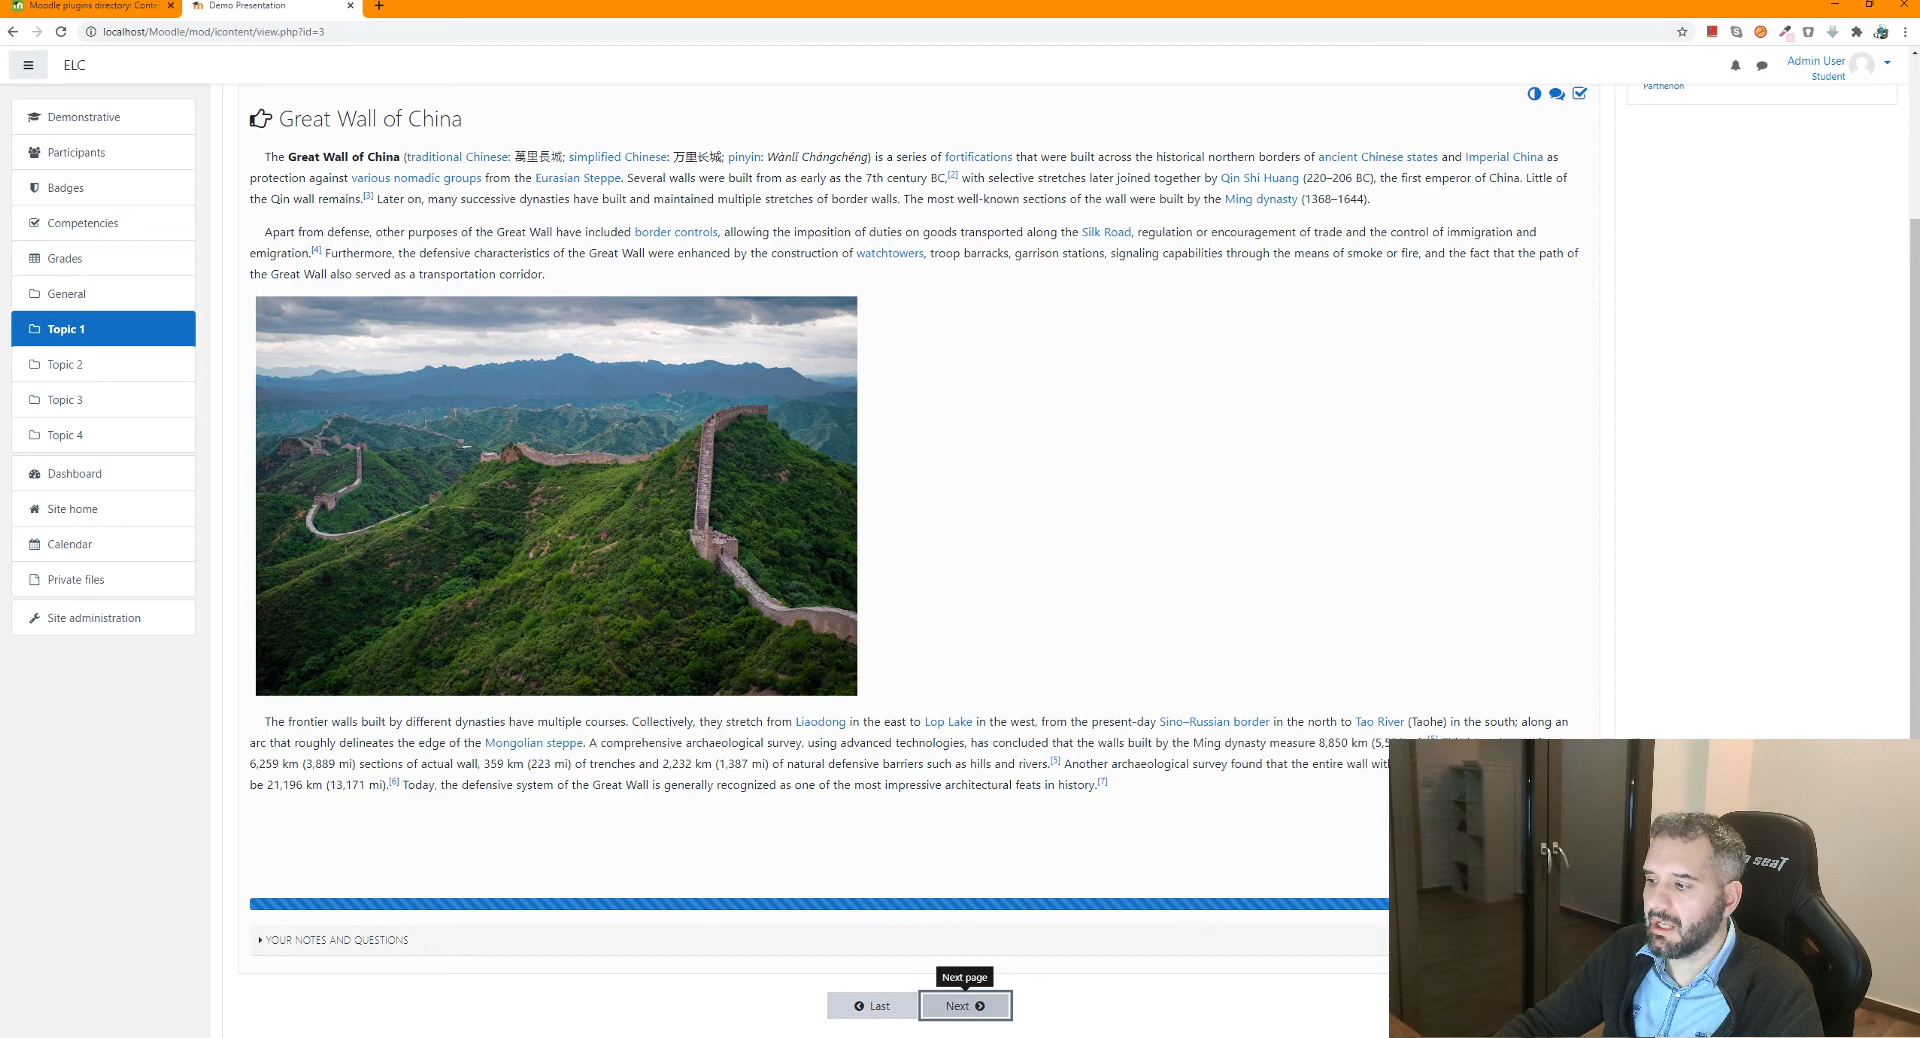 Moodle plugins directory: Conte
Demo Presentation
localhost/Moodle/mod/icontent/view.php?id=3
ELC
Admin User
Student
Demonstrative
Participants
Badges
Competencies
Grades
General
Topic 1
Topic 2
Topic 3
Topic 4
Dashboard
Site home
Calendar
Private files
Site administration
Parthenon
Great Wall of China
The Great Wall of China (traditional Chinese: 萬里長城; simplified Chinese: 万里长城; pinyin: Wànlǐ Chángchéng) is a series of fortifications that were built across the historical northern borders of ancient Chinese states and Imperial China as
protection against various nomadic groups from the Eurasian Steppe. Several walls were built from as early as the 7th century BC,[2] with selective stretches later joined together by Qin Shi Huang (220–206 BC), the first emperor of China. Little of
the Qin wall remains.[3] Later on, many successive dynasties have built and maintained multiple stretches of border walls. The most well-known sections of the wall were built by the Ming dynasty (1368–1644).
Apart from defense, other purposes of the Great Wall have included border controls, allowing the imposition of duties on goods transported along the Silk Road, regulation or encouragement of trade and the control of immigration and
emigration.[4] Furthermore, the defensive characteristics of the Great Wall were enhanced by the construction of watchtowers, troop barracks, garrison stations, signaling capabilities through the means of smoke or fire, and the fact that the path of
the Great Wall also served as a transportation corridor.
The frontier walls built by different dynasties have multiple courses. Collectively, they stretch from Liaodong in the east to Lop Lake in the west, from the present-day Sino–Russian border in the north to Tao River (Taohe) in the south; along an
arc that roughly delineates the edge of the Mongolian steppe. A comprehensive archaeological survey, using advanced technologies, has concluded that the walls built by the Ming dynasty measure 8,850 km
6,259 km (3,889 mi) sections of actual wall, 359 km (223 mi) of trenches and 2,232 km (1,387 mi) of natural defensive barriers such as hills and rivers.[5] Another archaeological survey found that the entire wall
be 21,196 km (13,171 mi).[6] Today, the defensive system of the Great Wall is generally recognized as one of the most impressive architectural feats in history.[7]
YOUR NOTES AND QUESTIONS
Next page
Last
Next
seaT